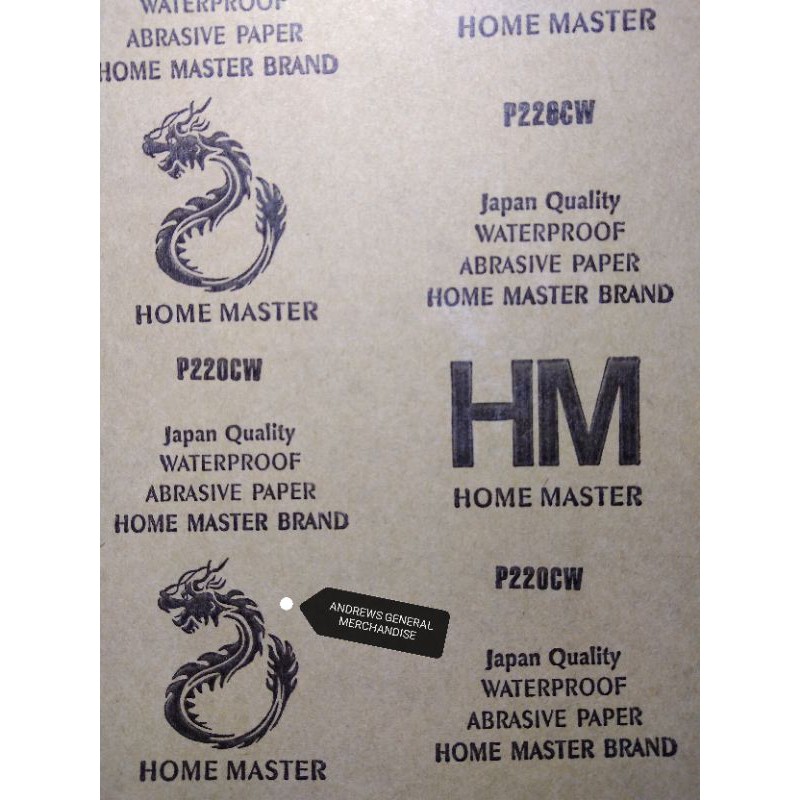 WATERPROOF
ABRASIVE PAPER
HOME MASTER BRAND
HOME MASTER
P220CW
Japan Quality
WATERPROOF
ABRASIVE PAPER
HOME MASTER BRAND
HOME MASTER
HOME MASTER
P226CW
Japan Quality
WATERPROOF
ABRASIVE PAPER
HOME MASTER BRAND
HM
HOME MASTER
P220CW
Japan Quality
WATERPROOF
ABRASIVE PAPER
HOME MASTER BRAND
ANDREWS GENERAL
MERCHANDISE